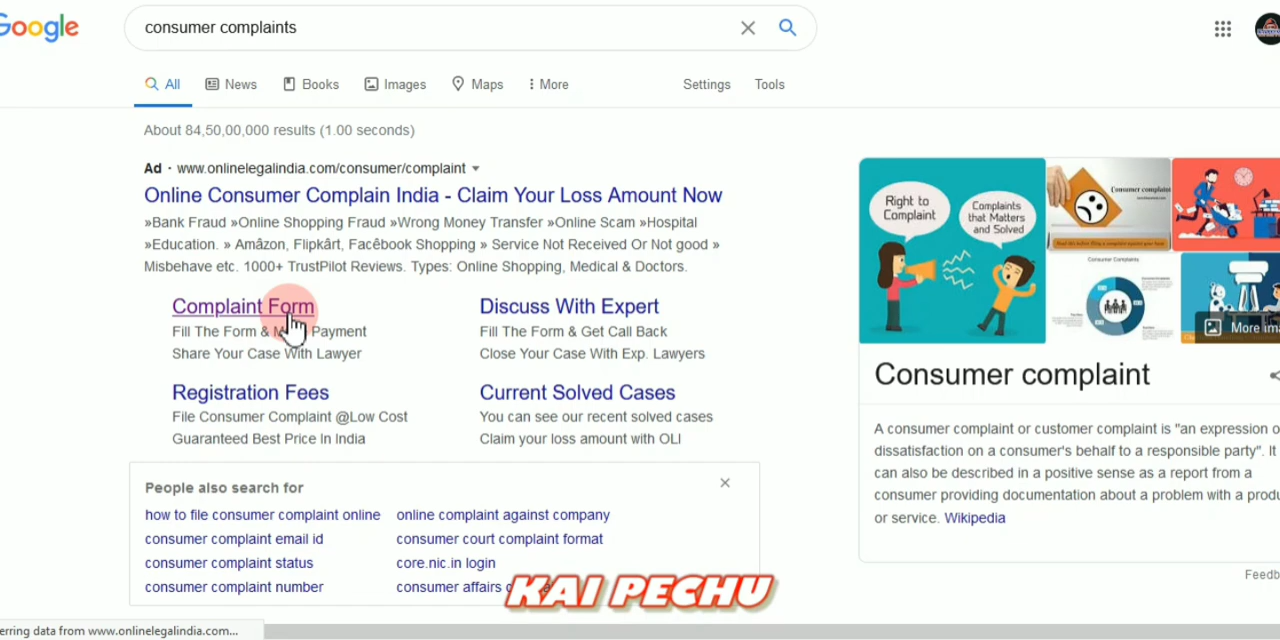 Google
consumer complaints
All News Books Images Maps More Settings Tools
About 84,50,00,000 results (1.00 seconds)
Ad · www.onlinelegalindia.com/consumer/complaint
Online Consumer Complain India - Claim Your Loss Amount Now
»Bank Fraud »Online Shopping Fraud »Wrong Money Transfer »Online Scam »Hospital
»Education. » Amâzon, Flipkârt, Facêbook Shopping » Service Not Received Or Not good »
Misbehave etc. 1000+ TrustPilot Reviews. Types: Online Shopping, Medical & Doctors.
Complaint Form
Fill The Form & Payment
Share Your Case With Lawyer
Discuss With Expert
Fill The Form & Get Call Back
Close Your Case With Exp. Lawyers
Registration Fees
File Consumer Complaint @Low Cost
Guaranteed Best Price In India
Current Solved Cases
You can see our recent solved cases
Claim your loss amount with OLI
People also search for
how to file consumer complaint online
consumer complaint email id
consumer complaint status
consumer complaint number
online complaint against company
consumer court complaint format
core.nic.in login
consumer affairs
KAI PECHU
Right to
Complaint
Complaints
that Matters
and Solved
Consumer complaint
Consumer Complaints
More ima
Consumer complaint
A consumer complaint or customer complaint is "an expression o
dissatisfaction on a consumer's behalf to a responsible party". It
can also be described in a positive sense as a report from a
consumer providing documentation about a problem with a produ
or service. Wikipedia
Feedb
erring data from www.onlinelegalindia.com...